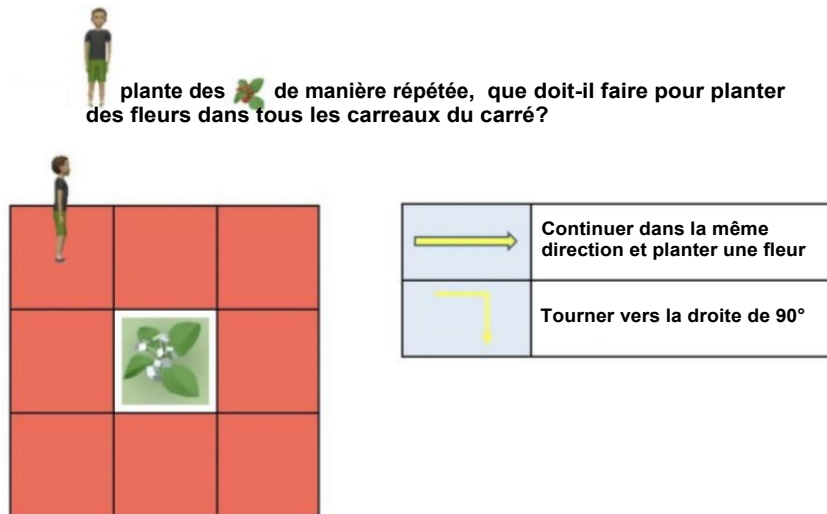 plante des de manière répétée, que doit-il faire pour planter
des fleurs dans tous les carreaux du carré?
Continuer dans la même
direction et planter une fleur
Tourner vers la droite de 90°